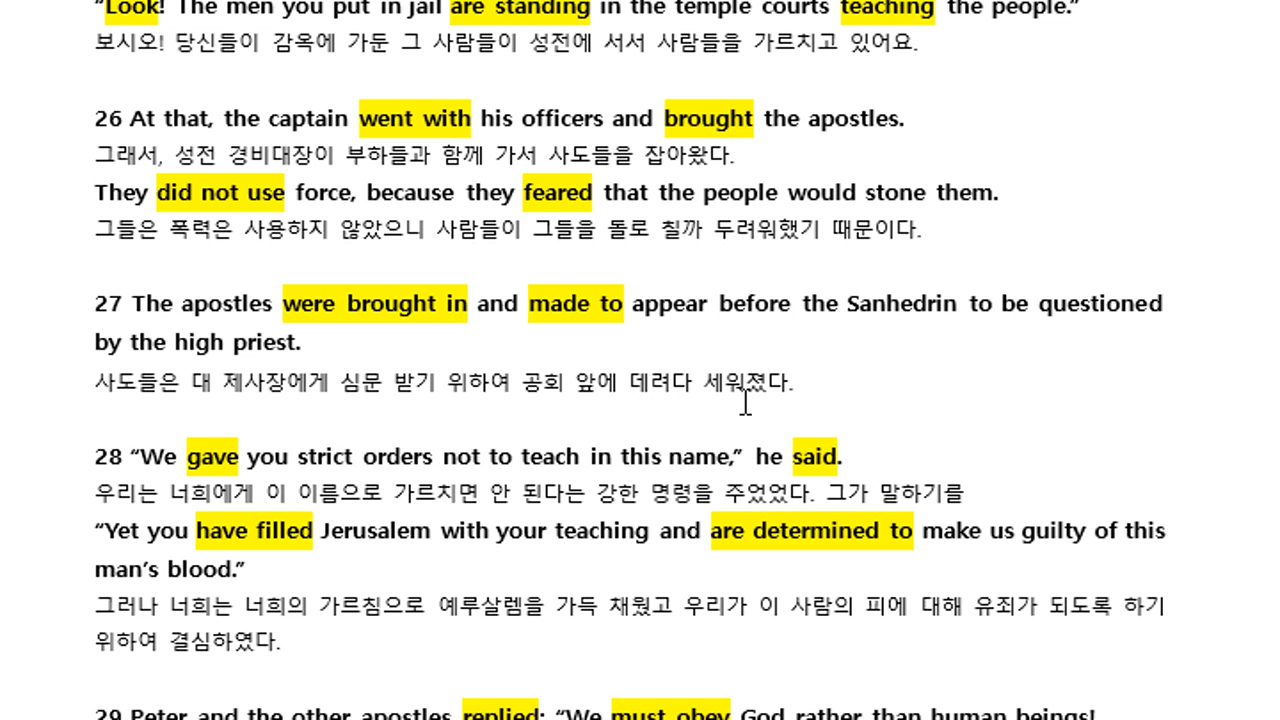 “Look! The men you put in jail are standing in the temple courts teaching the people.”
보시오! 당신들이 감옥에 가둔 그 사람들이 성전에 서서 사람들을 가르치고 있어요.
26 At that, the captain went with his officers and brought the apostles.
그래서, 성전 경비대장이 부하들과 함께 가서 사도들을 잡아왔다.
They did not use force, because they feared that the people would stone them.
그들은 폭력은 사용하지 않았으니 사람들이 그들을 돌로 칠까 두려워했기 때문이다.
27 The apostles were brought in and made to appear before the Sanhedrin to be questioned
by the high priest.
사도들은 대 제사장에게 심문 받기 위하여 공회 앞에 데려다 세워졌다.
28 “We gave you strict orders not to teach in this name,” he said.
우리는 너희에게 이 이름으로 가르치면 안 된다는 강한 명령을 주었었다. 그가 말하기를
“Yet you have filled Jerusalem with your teaching and are determined to make us guilty of this
man’s blood.”
그러나 너희는 너희의 가르침으로 예루살렘을 가득 채웠고 우리가 이 사람의 피에 대해 유죄가 되도록 하기
위하여 결심하였다.
29 Peter and the other apostles replied: “We must obey God rather than human beings!